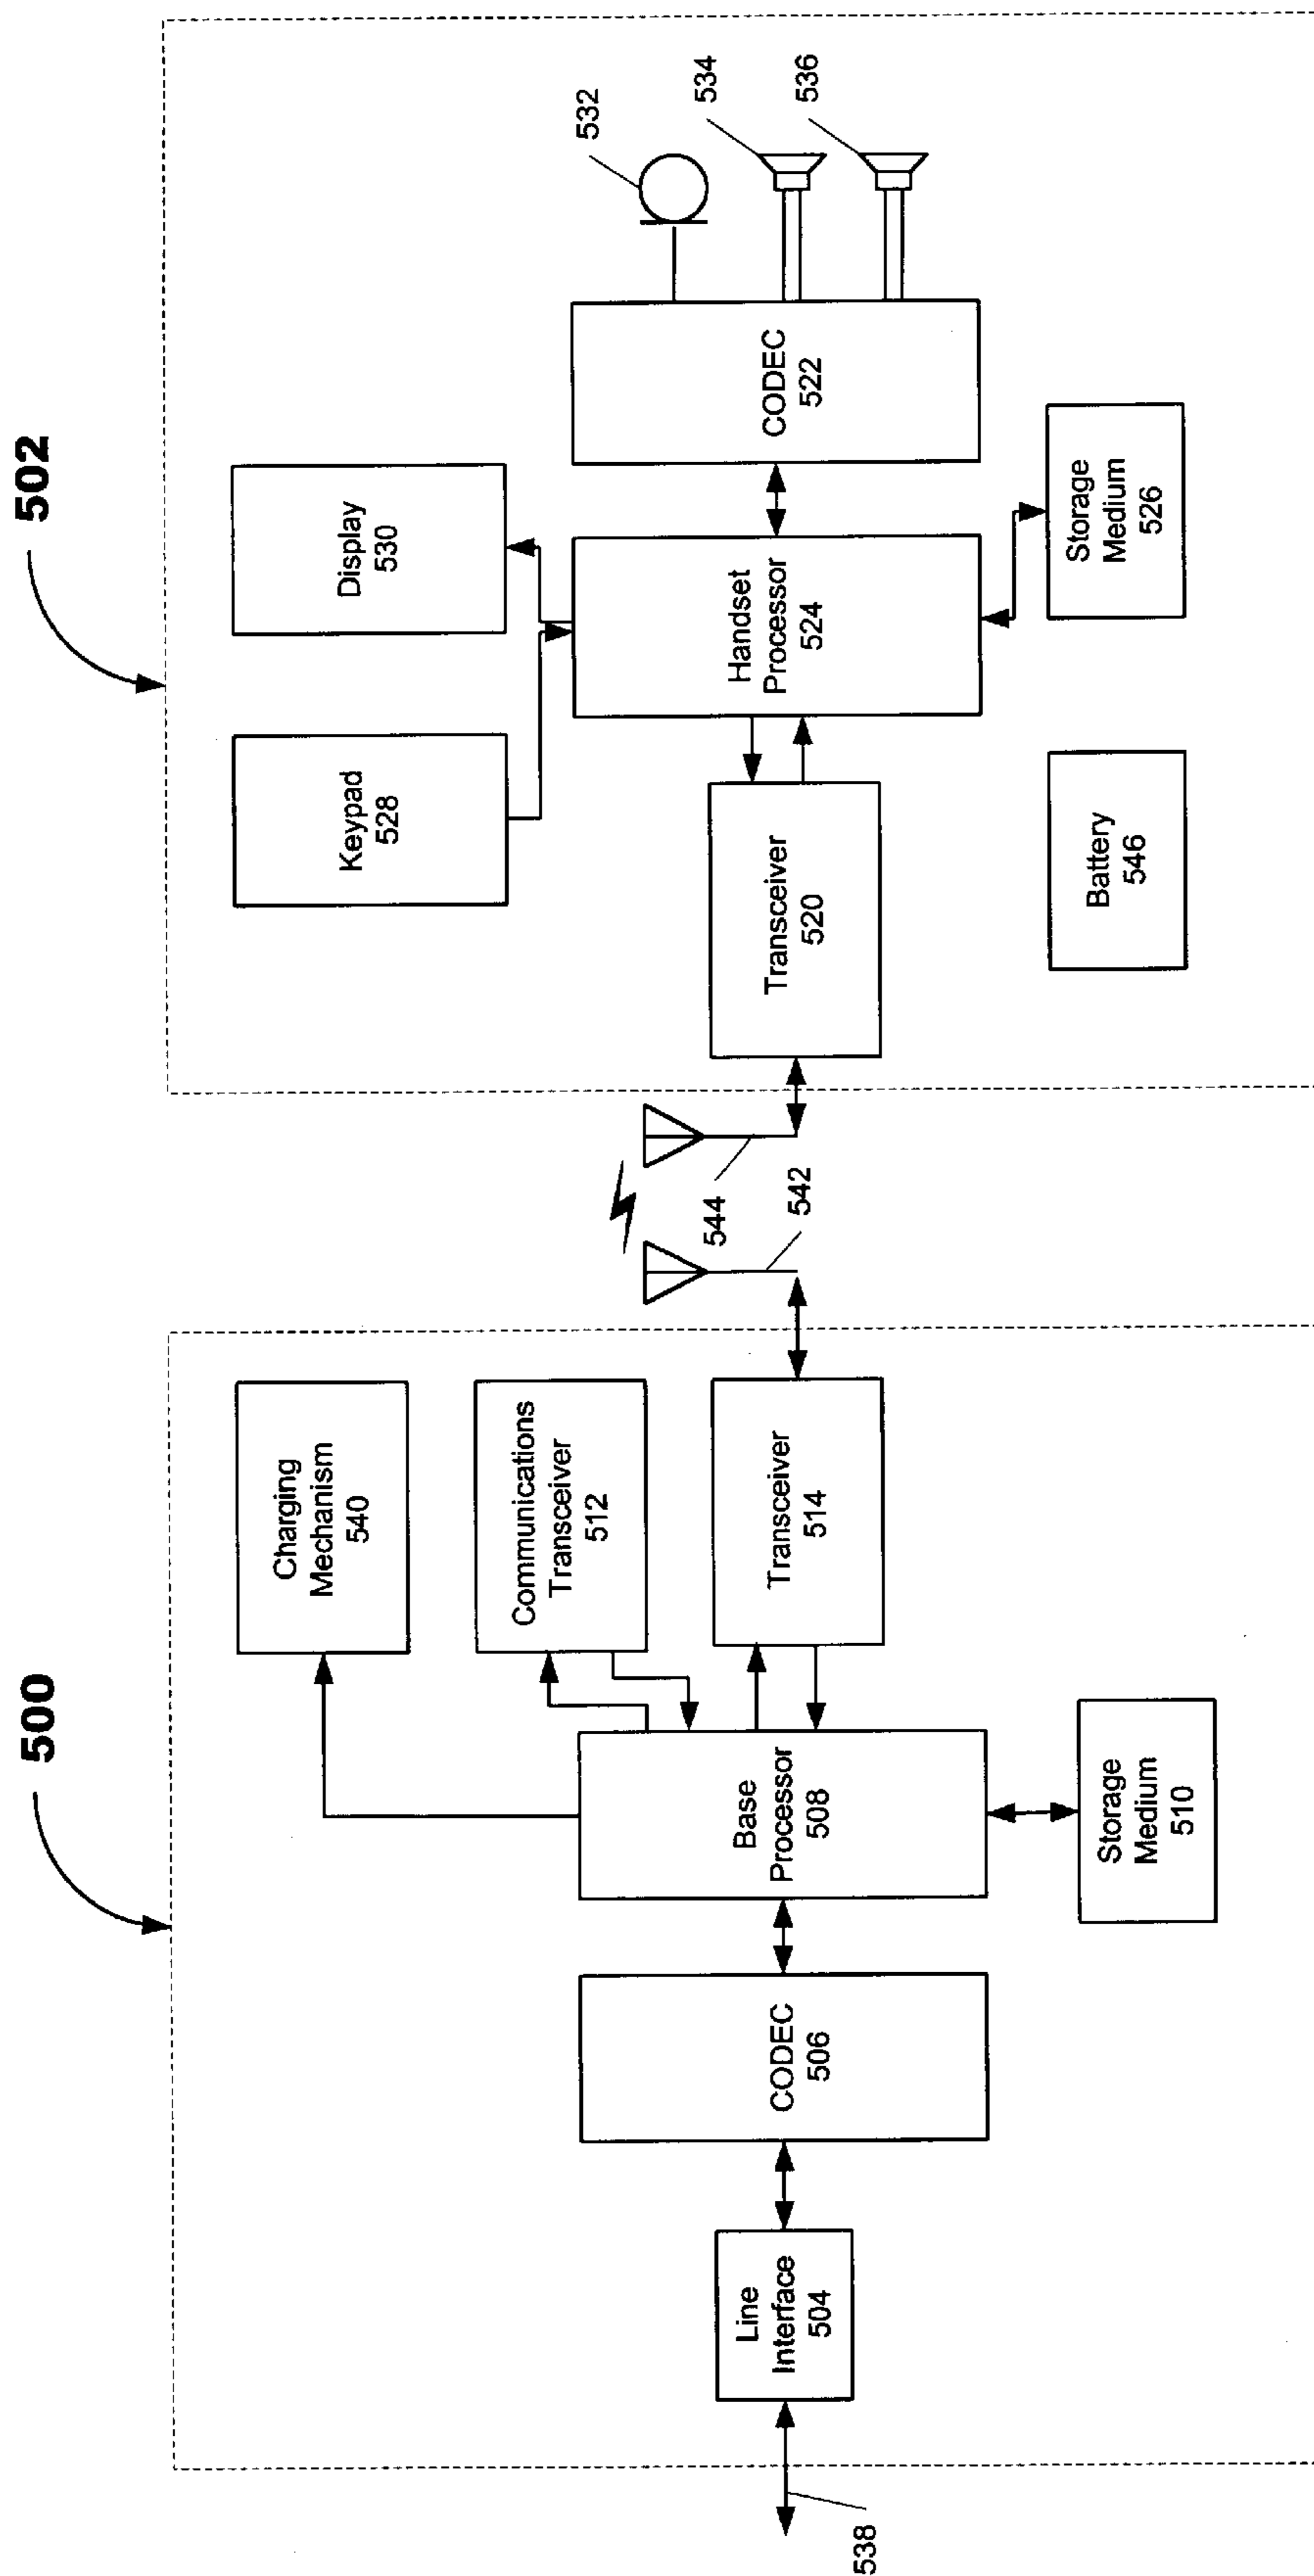 500
502
Charging
Mechanism
540
Communications
Transceiver
512
Transceiver
514
Base
Processor
508
Storage
Medium
510
CODEC
506
Line
Interface
504
538
542
544
Keypad
528
Display
530
Transceiver
520
Handset
Processor
524
CODEC
522
532
534
536
Battery
546
Storage
Medium
526